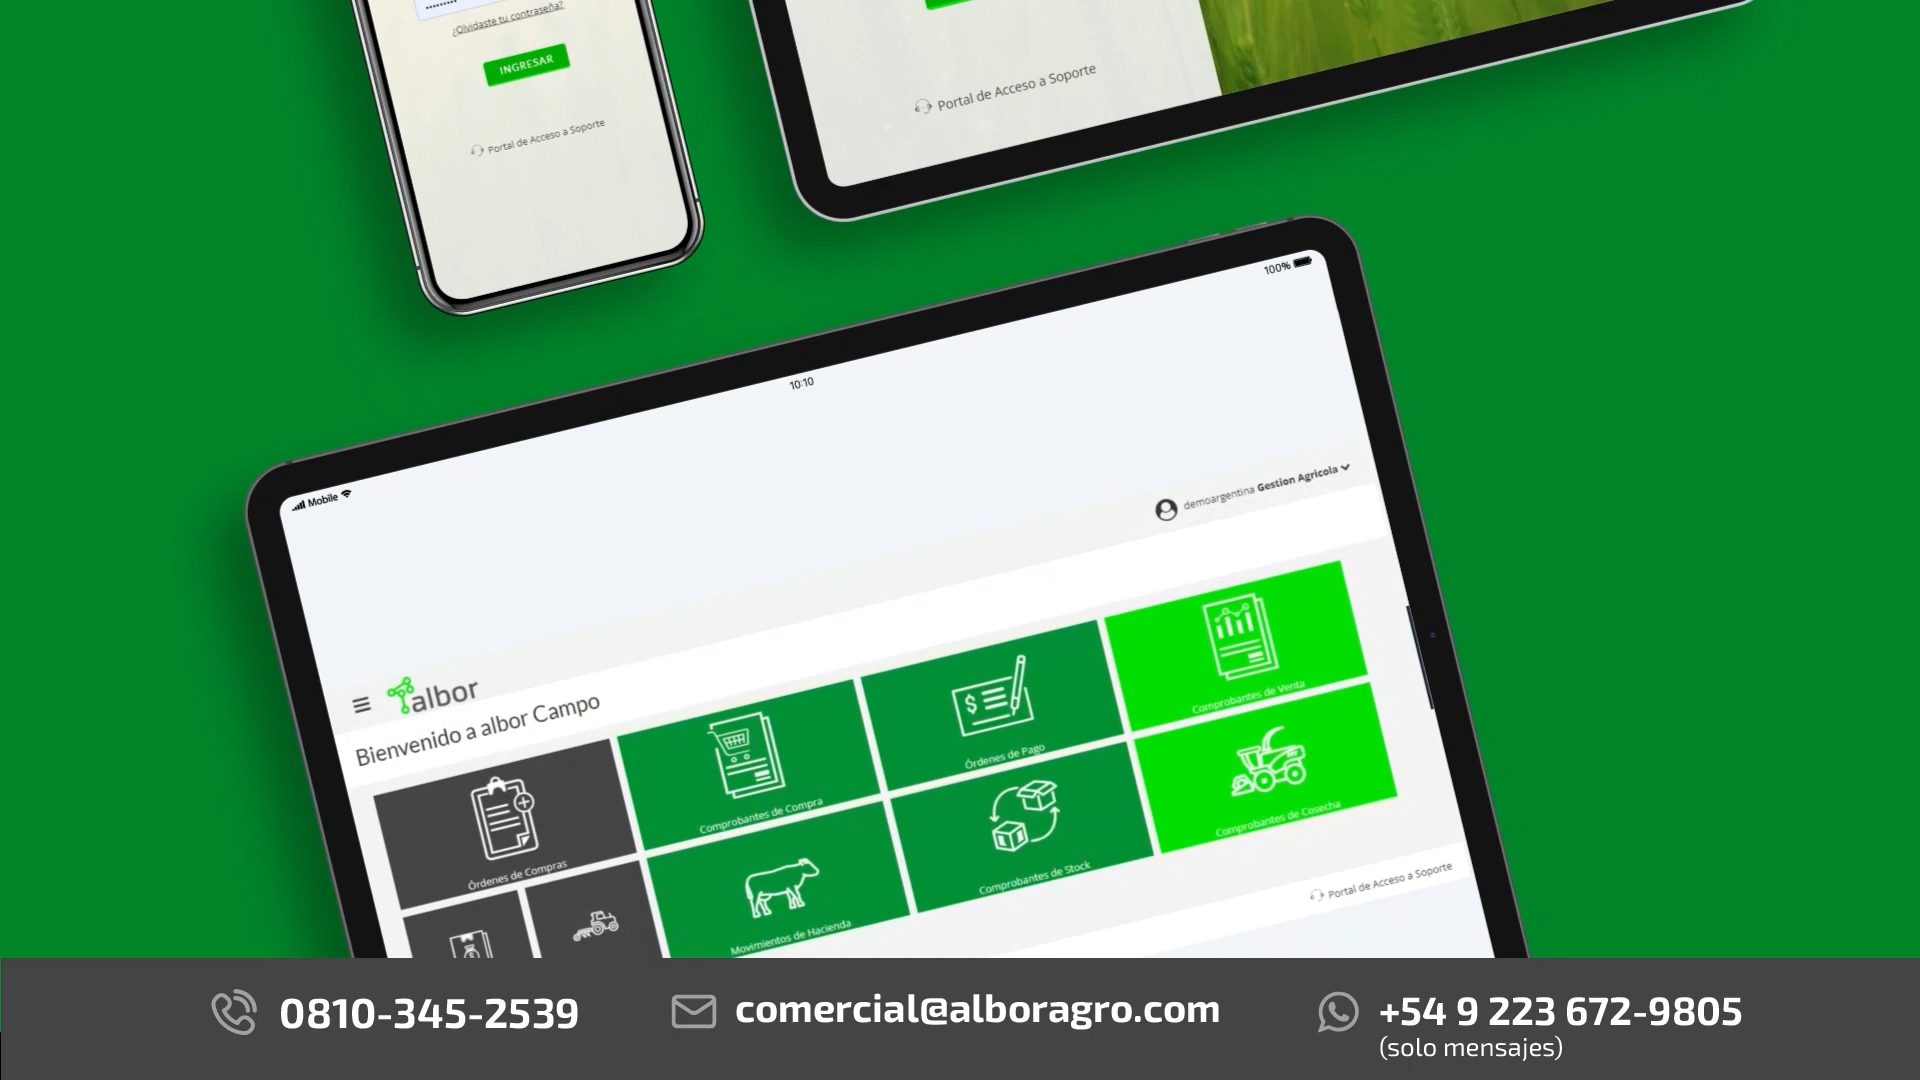 ¿Olvidaste tu contraseña?
INGRESAR
Portal de Acceso a Soporte
Portal de Acceso a Soporte
100%
10:10
Mobile
demoargentina Gestion Agricola
albor
Bienvenido a albor Campo
Órdenes de Compras
Comprobantes de Compra
Órdenes de Pago
Comprobantes de Venta
Movimientos de Hacienda
Comprobantes de Stock
Comprobantes de Cosecha
Portal de Acceso a Soporte
0810-345-2539
comercial@alboragro.com
+54 9 223 672-9805
(solo mensajes)